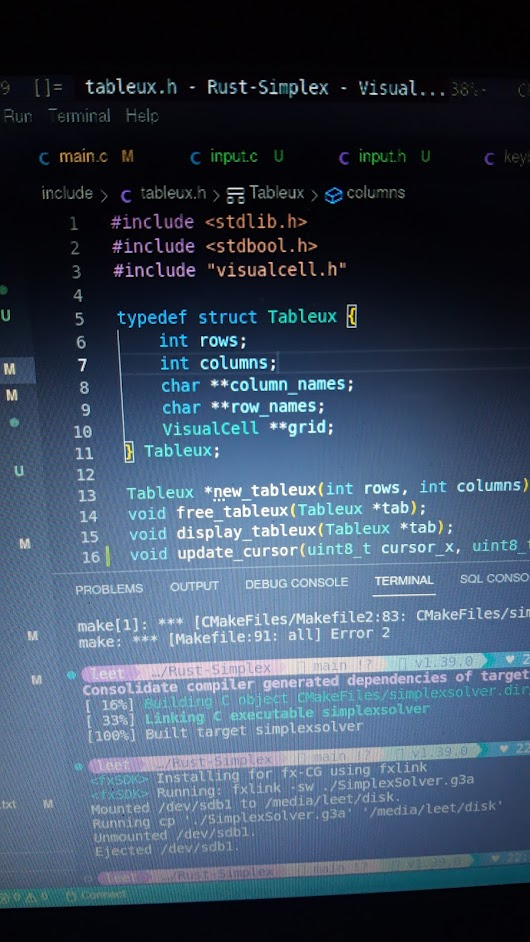 9 []= tableux.h - Rust-Simplex - Visual... 38%
Run Terminal Help
C main.c M C input.c U C input.h U C key
include > C tableux.h > Tableux > columns
1 #include <stdlib.h>
2 #include <stdbool.h>
3 #include "visualcell.h"
4
U
5 typedef struct Tableux {
6 int rows;
M 7 int columns;
M 8 char **column_names;
9 char **row_names;
10 VisualCell **grid;
11 } Tableux;
U 12
13 Tableux *new_tableux(int rows, int columns)
14 void free_tableux(Tableux *tab);
15 void display_tableux(Tableux *tab);
M 16 void update_cursor(uint8_t cursor_x, uint8_t
PROBLEMS OUTPUT DEBUG CONSOLE TERMINAL SQL CONSO
make[1]: *** [CMakeFiles/Makefile2:83: CMakeFiles/sim
M make: *** [Makefile:91: all] Error 2
M leet …/Rust-Simplex main !? v1.39.0 ♥ 2
Consolidate compiler generated dependencies of target
[ 16%] Building C object CMakeFiles/simplexsolver.dir
[ 33%] Linking C executable simplexsolver
[100%] Built target simplexsolver
leet …/Rust-Simplex main !? v1.39.0 ♥ 22
<fxSDK> Installing for fx-CG using fxlink
<fxSDK> Running: fxlink -sw ./SimplexSolver.g3a
.txt M Mounted /dev/sdb1 to /media/leet/disk.
Running cp './SimplexSolver.g3a' '/media/leet/disk'
Unmounted /dev/sdb1.
Ejected /dev/sdb1.
leet …/Rust-Simplex main !? v1.39.0 ♥ 22
0 0 Connect